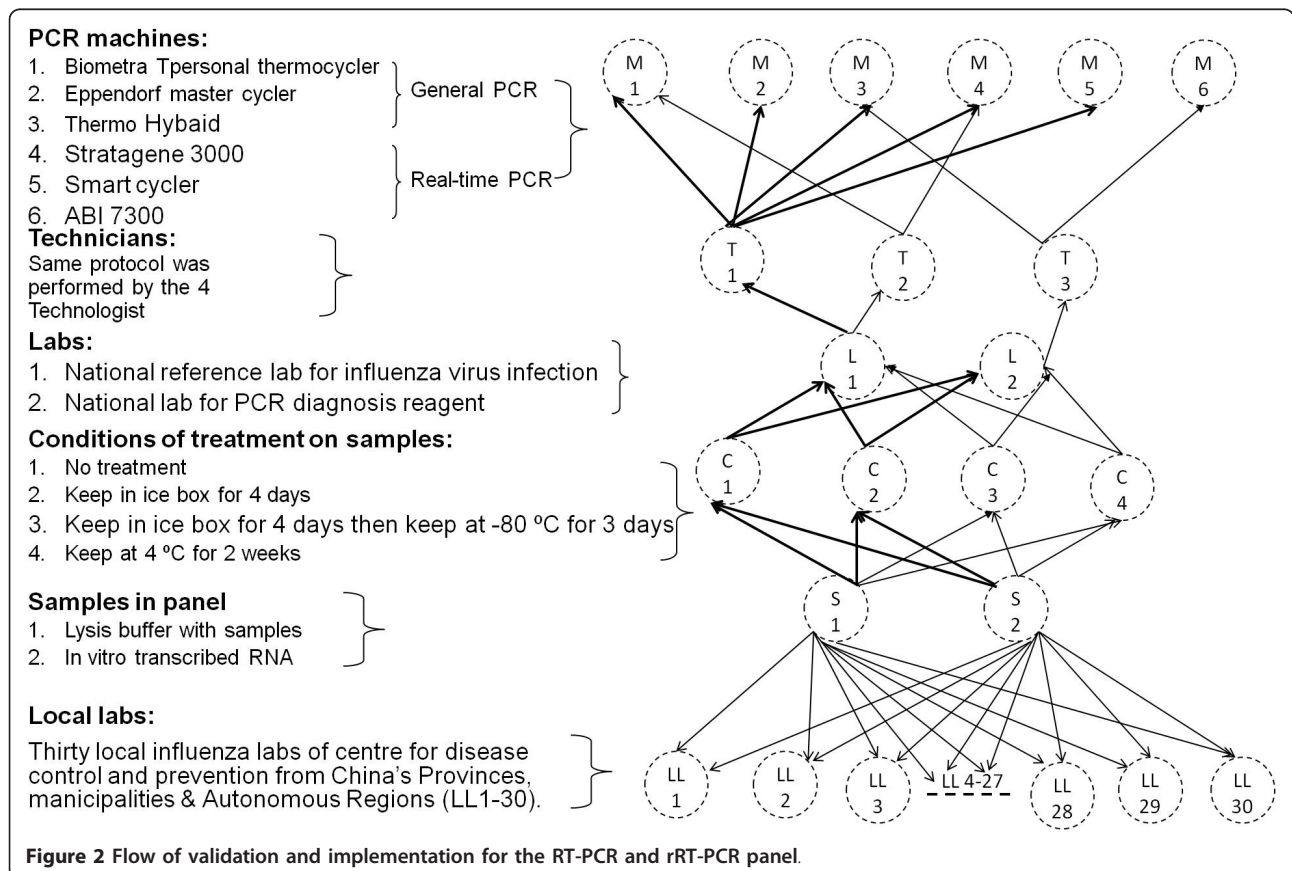 PCR machines:
1. Biometra Tpersonal thermocycler
2. Eppendorf master cycler
3. Thermo Hybaid
General PCR
4. Stratagene 3000
5. Smart cycler
6. ABI 7300
Real-time PCR
M 1
M 2
M 3
M 4
M 5
M 6
Technicians:
Same protocol was
performed by the 4
Technologist
T 1
T 2
T 3
Labs:
1. National reference lab for influenza virus infection
2. National lab for PCR diagnosis reagent
L 1
L 2
Conditions of treatment on samples:
1. No treatment
2. Keep in ice box for 4 days
3. Keep in ice box for 4 days then keep at -80 ºC for 3 days
4. Keep at 4 ºC for 2 weeks
C 1
C 2
C 3
C 4
Samples in panel
1. Lysis buffer with samples
2. In vitro transcribed RNA
S 1
S 2
Local labs:
Thirty local influenza labs of centre for disease
control and prevention from China's Provinces,
manicipalities & Autonomous Regions (LL1-30).
LL 1
LL 2
LL 3
LL 4-27
LL 28
LL 29
LL 30
Figure 2 Flow of validation and implementation for the RT-PCR and rRT-PCR panel.